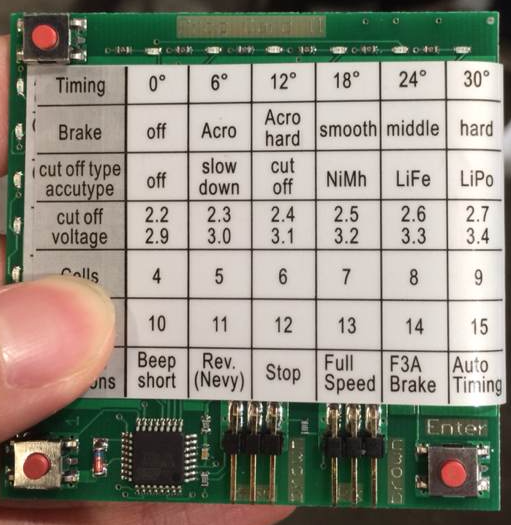 Timing 0° 6° 12° 18° 24° 30°
Brake off Acro Acro hard smooth middle hard
cut off type accutype off slow down cut off NiMh LiFe LiPo
cut off voltage 2.2 2.3 2.4 2.5 2.6 2.7
2.9 3.0 3.1 3.2 3.3 3.4
Cells 4 5 6 7 8 9
10 11 12 13 14 15
ons Beep short Rev. (Nevy) Stop Full Speed F3A Brake Auto Timing
Enter
brown